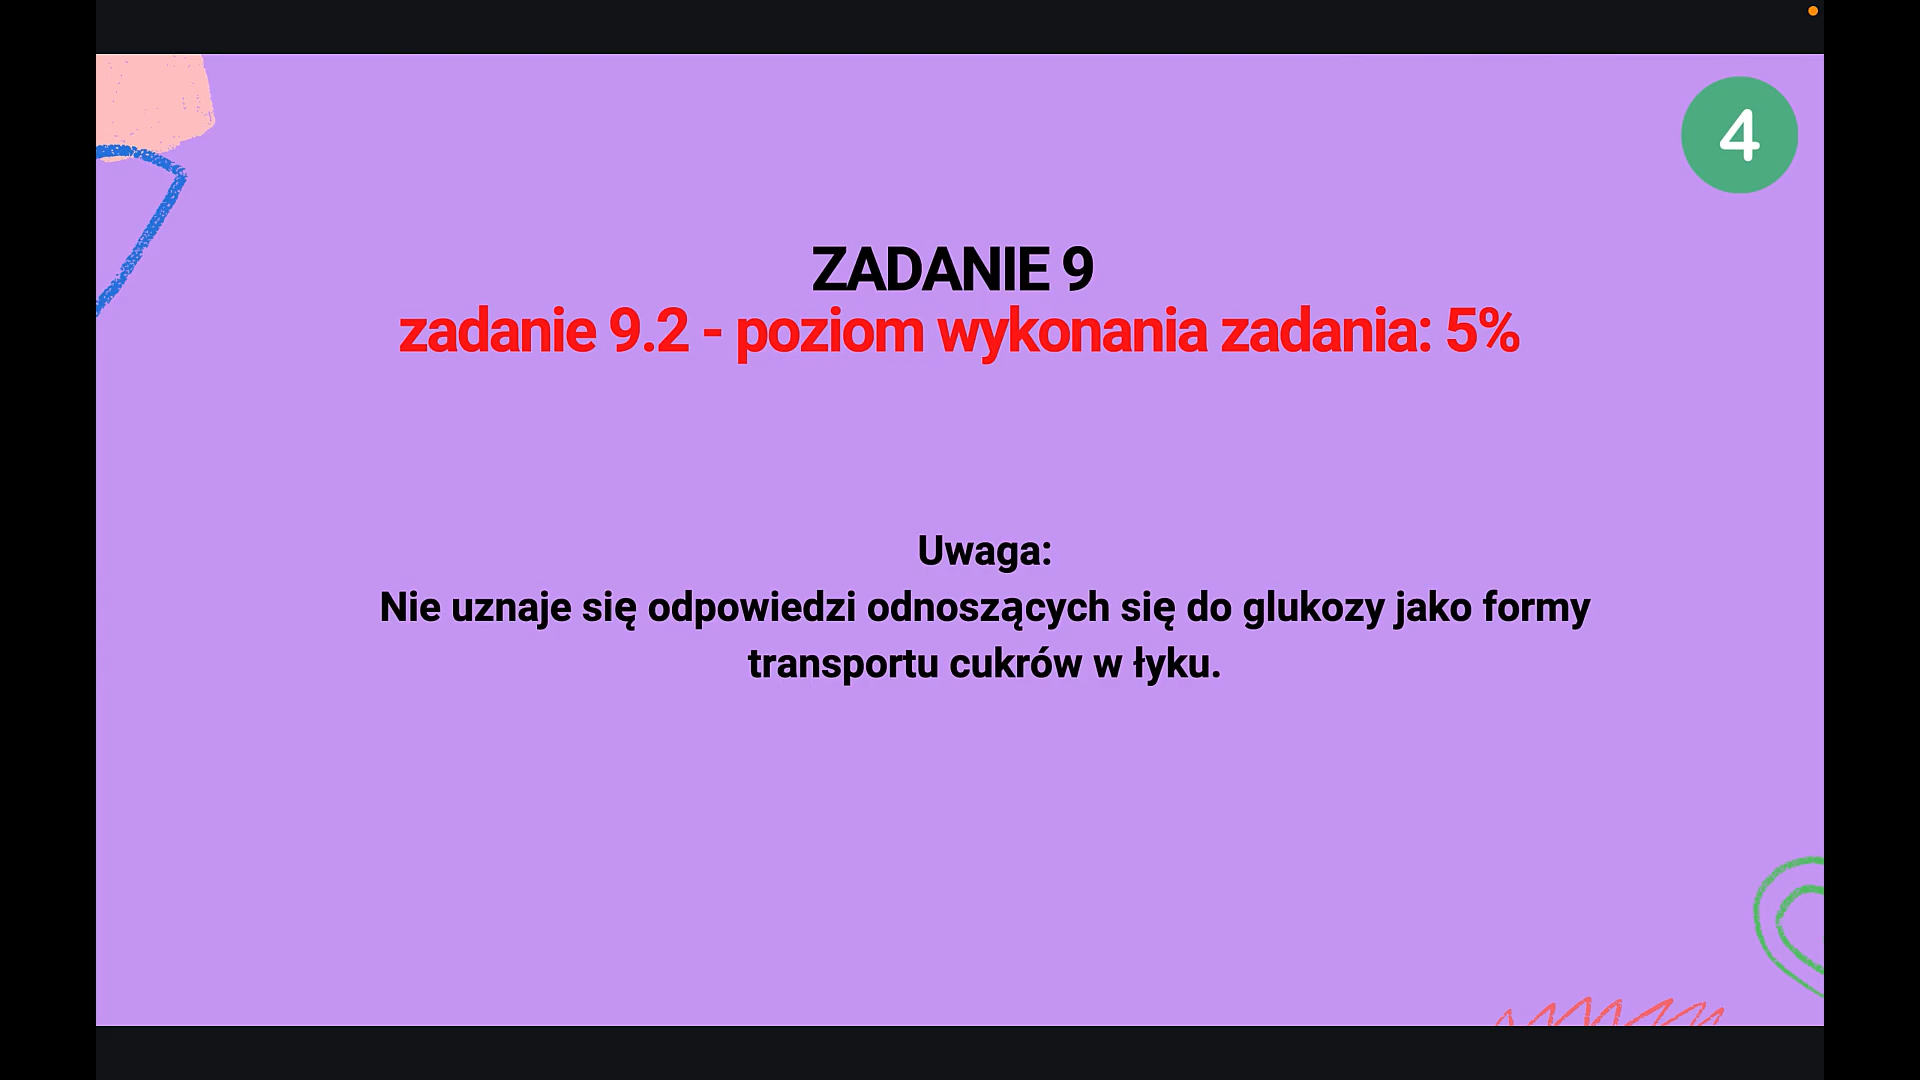 4
ZADANIE 9
zadanie 9.2 - poziom wykonania zadania: 5%
Uwaga:
Nie uznaje się odpowiedzi odnoszących się do glukozy jako formy
transportu cukrów w łyku.